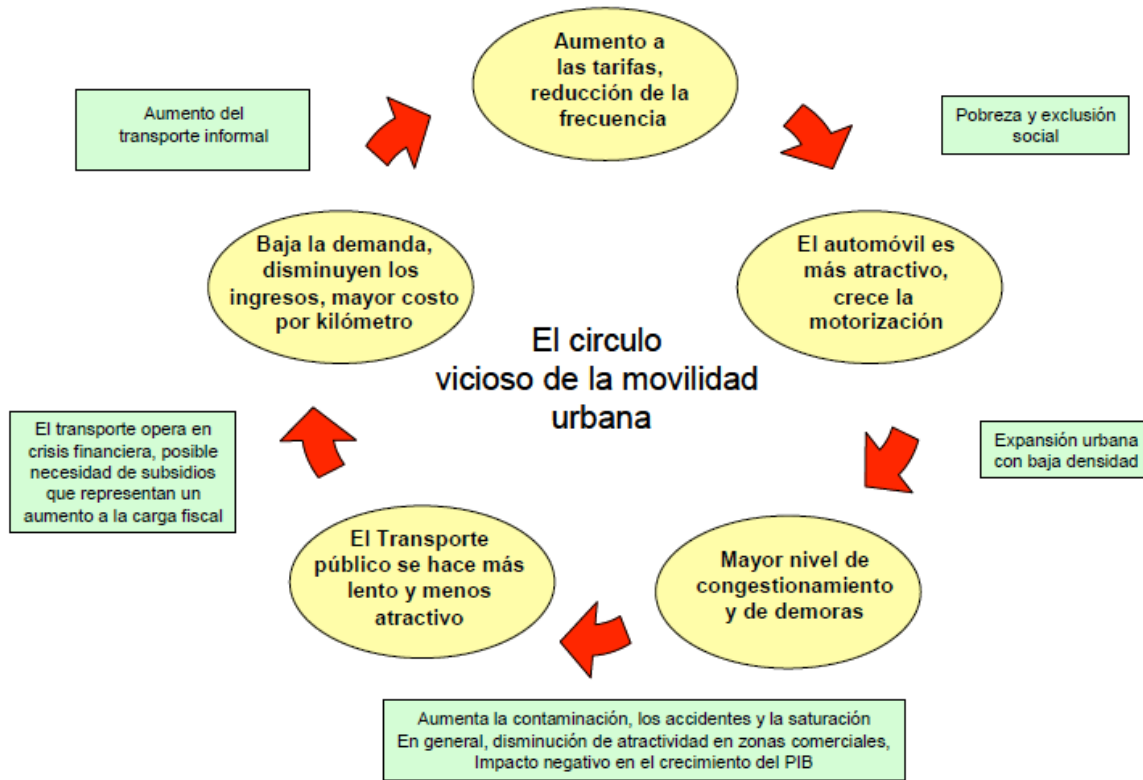 Aumento a
las tarifas,
reducción de la
frecuencia
Aumento del
transporte informal
Pobreza y exclusión
social
Baja la demanda,
disminuyen los
ingresos, mayor costo
por kilómetro
El automóvil es
más atractivo,
crece la
motorización
El circulo
vicioso de la movilidad
urbana
El transporte opera en
crisis financiera, posible
necesidad de subsidios
que representan un
aumento a la carga fiscal
Expansión urbana
con baja densidad
El Transporte
público se hace más
lento y menos
atractivo
Mayor nivel de
congestionamiento
y de demoras
Aumenta la contaminación, los accidentes y la saturación
En general, disminución de atractividad en zonas comerciales,
Impacto negativo en el crecimiento del PIB